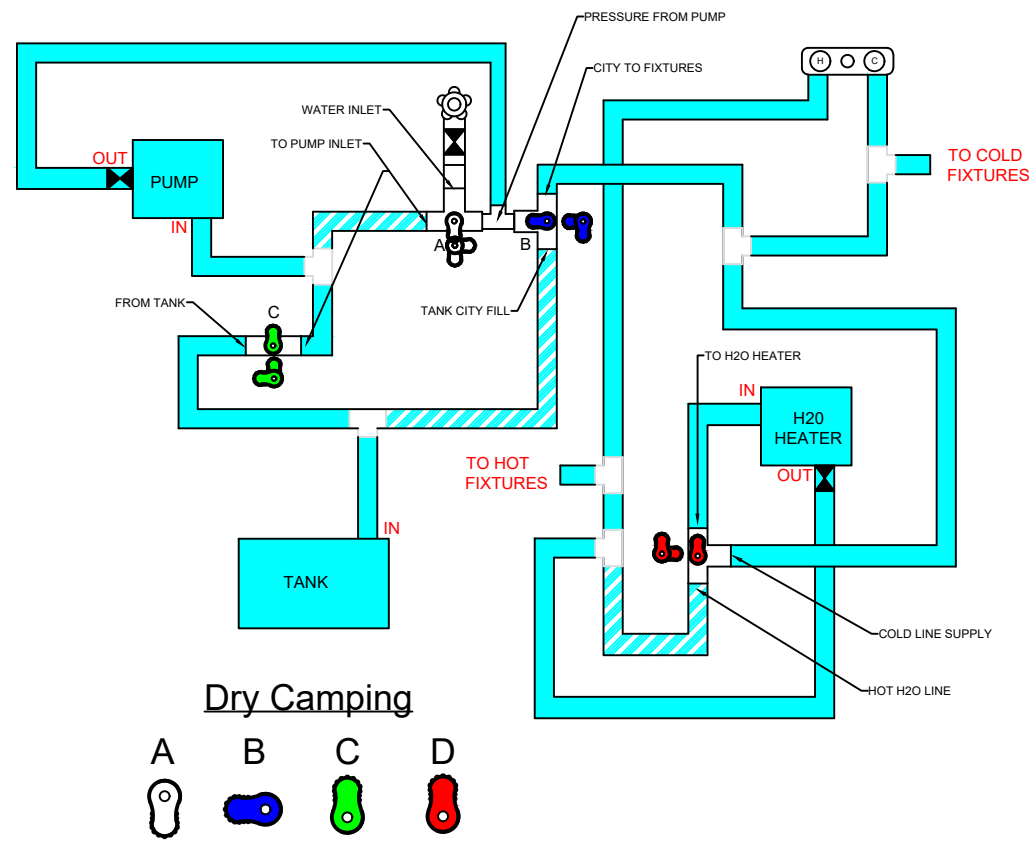 PRESSURE FROM PUMP
CITY TO FIXTURES
H
C
WATER INLET
TO PUMP INLET
OUT
PUMP
IN
TO COLD
FIXTURES
A
B
FROM TANK
C
TANK CITY FILL
TO H2O HEATER
IN
H20
HEATER
OUT
TO HOT
FIXTURES
IN
TANK
COLD LINE SUPPLY
HOT H2O LINE
Dry Camping
A
B
C
D